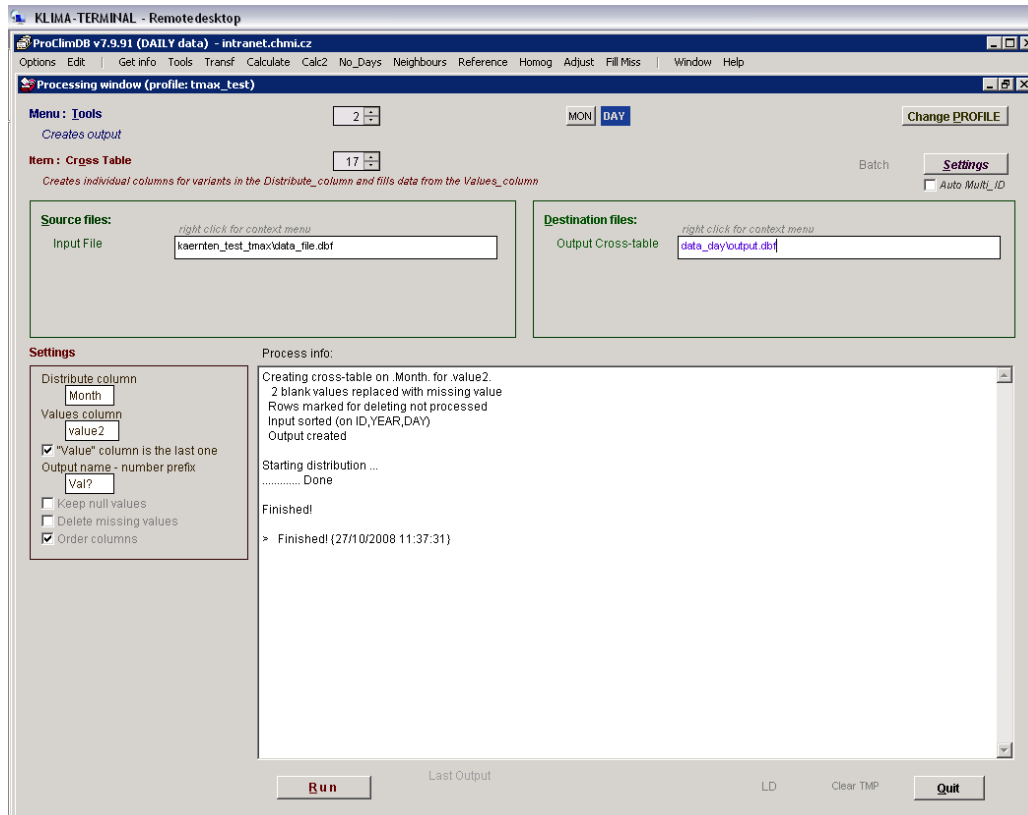 KLIMA-TERMINAL - Remotedesktop
ProClimDB v7.9.91 (DAILY data) - intranet.chmi.cz
Options Edit | Get info Tools Transf Calculate Calc2 No_Days Neighbours Reference Homog Adjust Fill Miss | Window Help
Processing window (profile: tmax_test)
Menu : Tools 2 MON DAY Change PROFILE
Creates output
Item : Cross Table 17 Batch Settings
Creates individual columns for variants in the Distribute_column and fills data from the Values_column Auto Multi_ID
Source files:
right click for context menu
Input File kaernten_test_tmax\data_file.dbf
Destination files:
right click for context menu
Output Cross-table data_day\output.dbf
Settings
Distribute column
Month
Values column
value2
"Value" column is the last one
Output name - number prefix
Val?
Keep null values
Delete missing values
Order columns
Process info:
Creating cross-table on .Month. for .value2.
2 blank values replaced with missing value
Rows marked for deleting not processed
Input sorted (on ID,YEAR,DAY)
Output created
Starting distribution ...
............. Done
Finished!
> Finished! {27/10/2008 11:37:31}
Run Last Output LD Clear TMP Quit